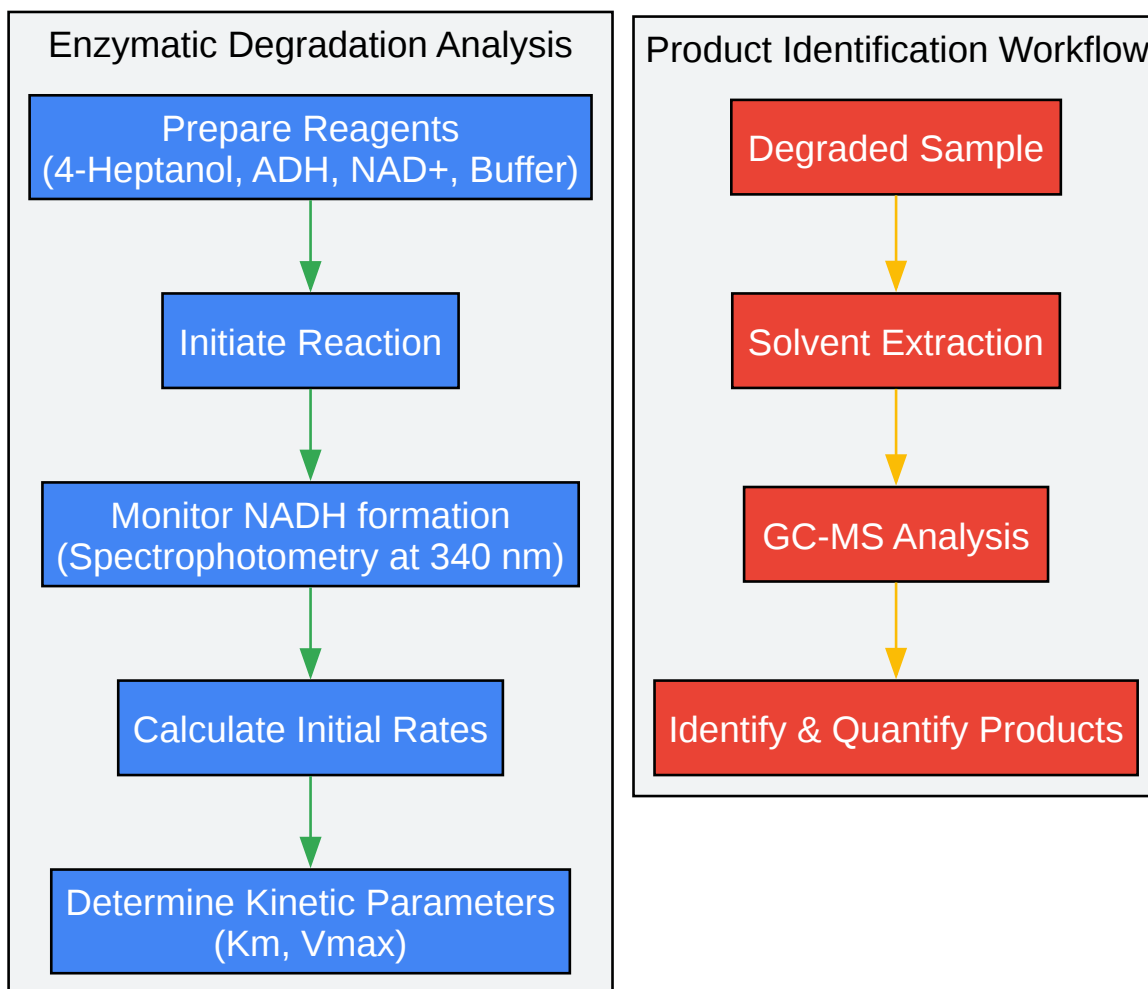 Enzymatic Degradation Analysis
Prepare Reagents
(4-Heptanol, ADH, NAD+, Buffer)
Initiate Reaction
Monitor NADH formation
(Spectrophotometry at 340 nm)
Calculate Initial Rates
Determine Kinetic Parameters
(Km, Vmax)
Product Identification Workflow
Degraded Sample
Solvent Extraction
GC-MS Analysis
Identify & Quantify Products